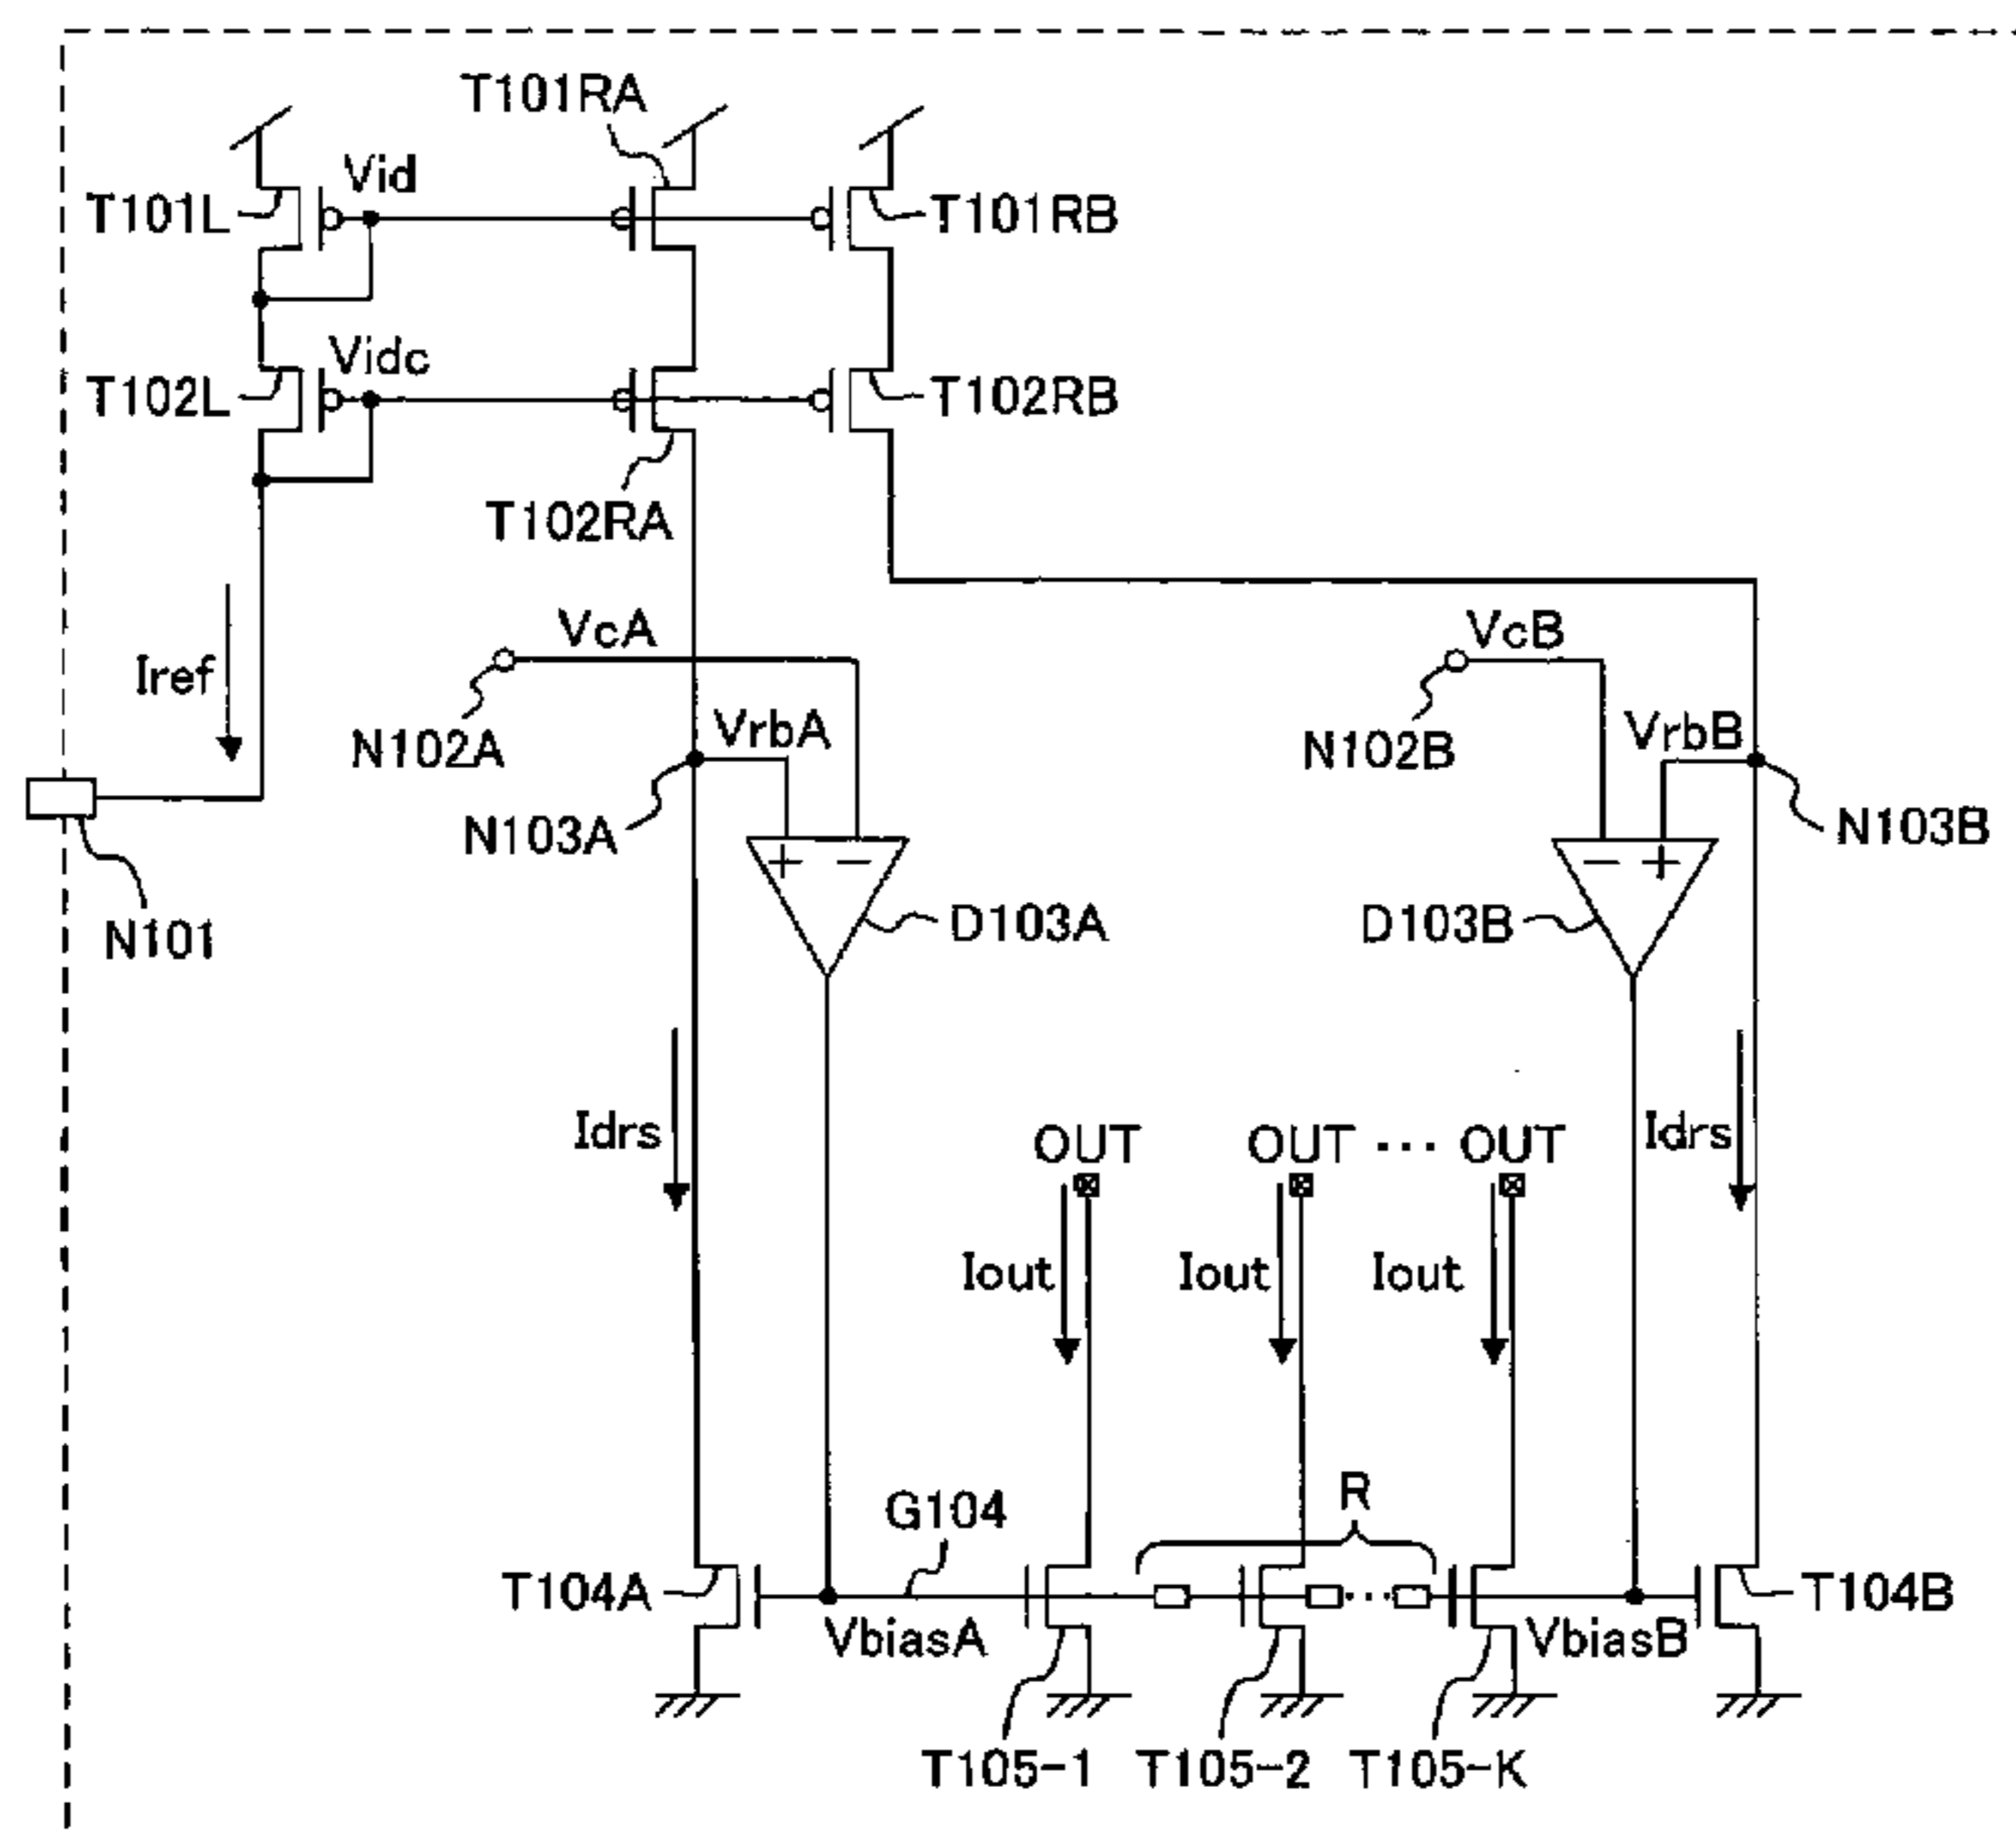 T101RA
Vid
T101L
T101RB
Vidc
T102L
T102RB
T102RA
VcA
VcB
Iref
N102A
VrbA
N102B
VrbB
N103A
+ −
− +
N103B
N101
D103A
D103B
Idrs
OUT
OUT ··· OUT
Idrs
Iout
Iout
Iout
G104
R
T104A
···
T104B
VbiasA
VbiasB
T105-1
T105-2
T105-K